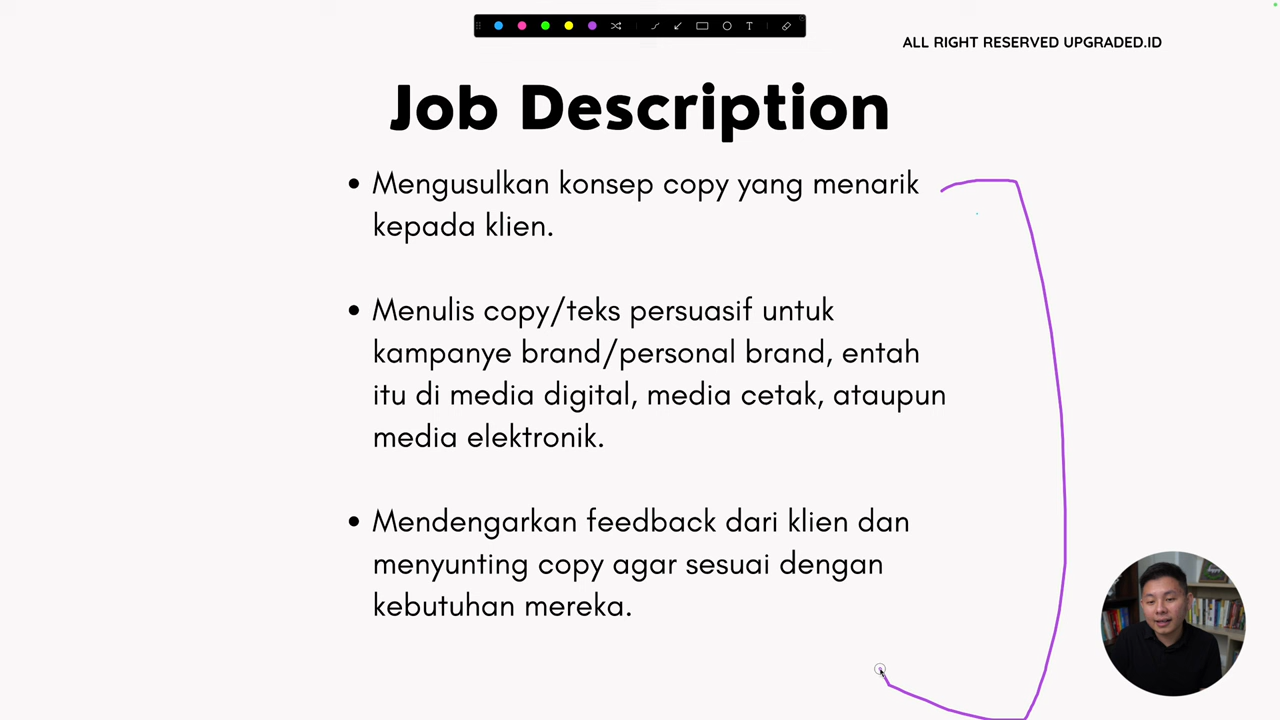 T
ALL RIGHT RESERVED UPGRADED.ID
Job Description
• Mengusulkan konsep copy yang menarik
kepada klien.
• Menulis copy/teks persuasif untuk
kampanye brand/personal brand, entah
itu di media digital, media cetak, ataupun
media elektronik.
• Mendengarkan feedback dari klien dan
menyunting copy agar sesuai dengan
kebutuhan mereka.